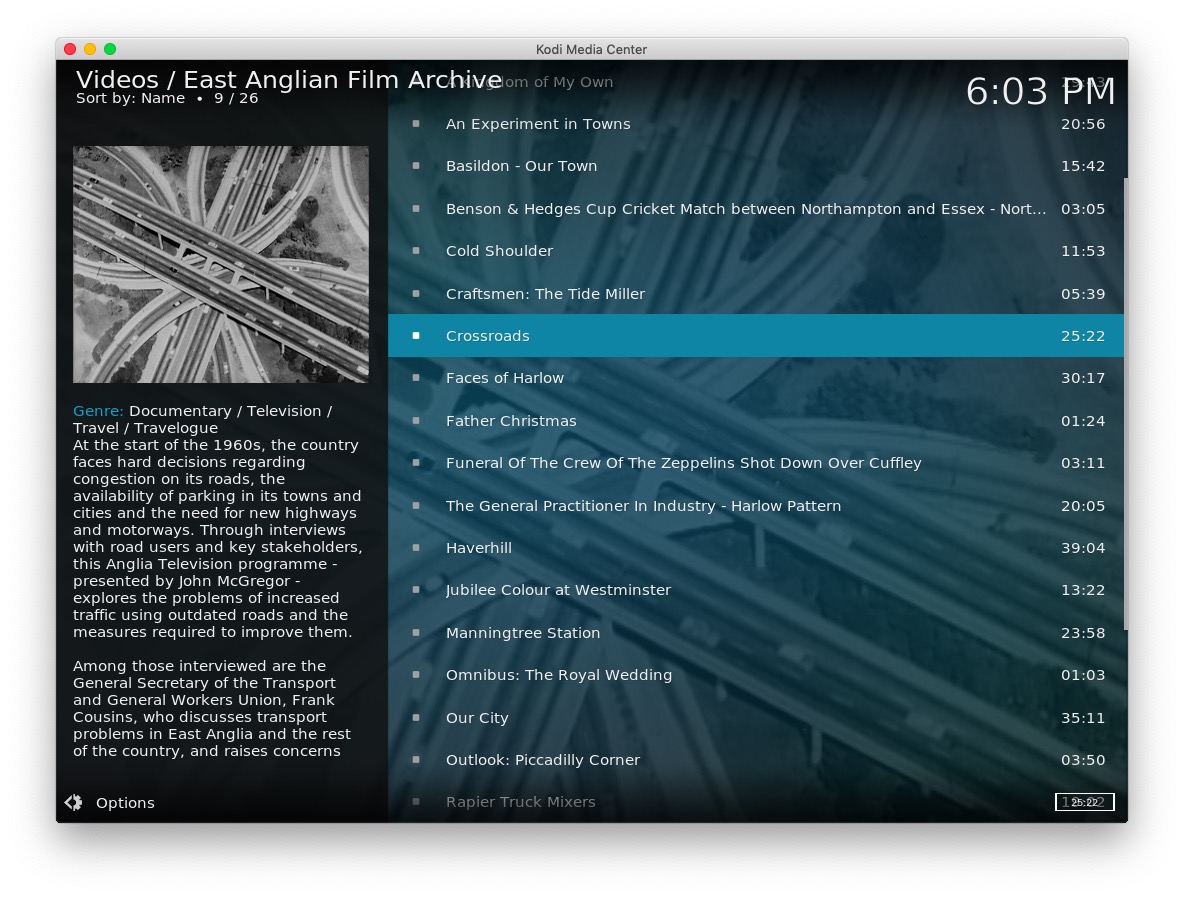 Kodi Media Center
Videos / East Anglian Film Archive
Sort by: Name • 9 / 26
6:03 PM
Kingdom of My Own
An Experiment in Towns 20:56
Basildon - Our Town 15:42
Benson & Hedges Cup Cricket Match between Northampton and Essex - Nort... 03:05
Cold Shoulder 11:53
Craftsmen: The Tide Miller 05:39
Crossroads 25:22
Faces of Harlow 30:17
Father Christmas 01:24
Funeral Of The Crew Of The Zeppelins Shot Down Over Cuffley 03:11
The General Practitioner In Industry - Harlow Pattern 20:05
Haverhill 39:04
Jubilee Colour at Westminster 13:22
Manningtree Station 23:58
Omnibus: The Royal Wedding 01:03
Our City 35:11
Outlook: Piccadilly Corner 03:50
Rapier Truck Mixers
Genre: Documentary / Television /
Travel / Travelogue
At the start of the 1960s, the country
faces hard decisions regarding
congestion on its roads, the
availability of parking in its towns and
cities and the need for new highways
and motorways. Through interviews
with road users and key stakeholders,
this Anglia Television programme -
presented by John McGregor -
explores the problems of increased
traffic using outdated roads and the
measures required to improve them.
Among those interviewed are the
General Secretary of the Transport
and General Workers Union, Frank
Cousins, who discusses transport
problems in East Anglia and the rest
of the country, and raises concerns
Options
25:22